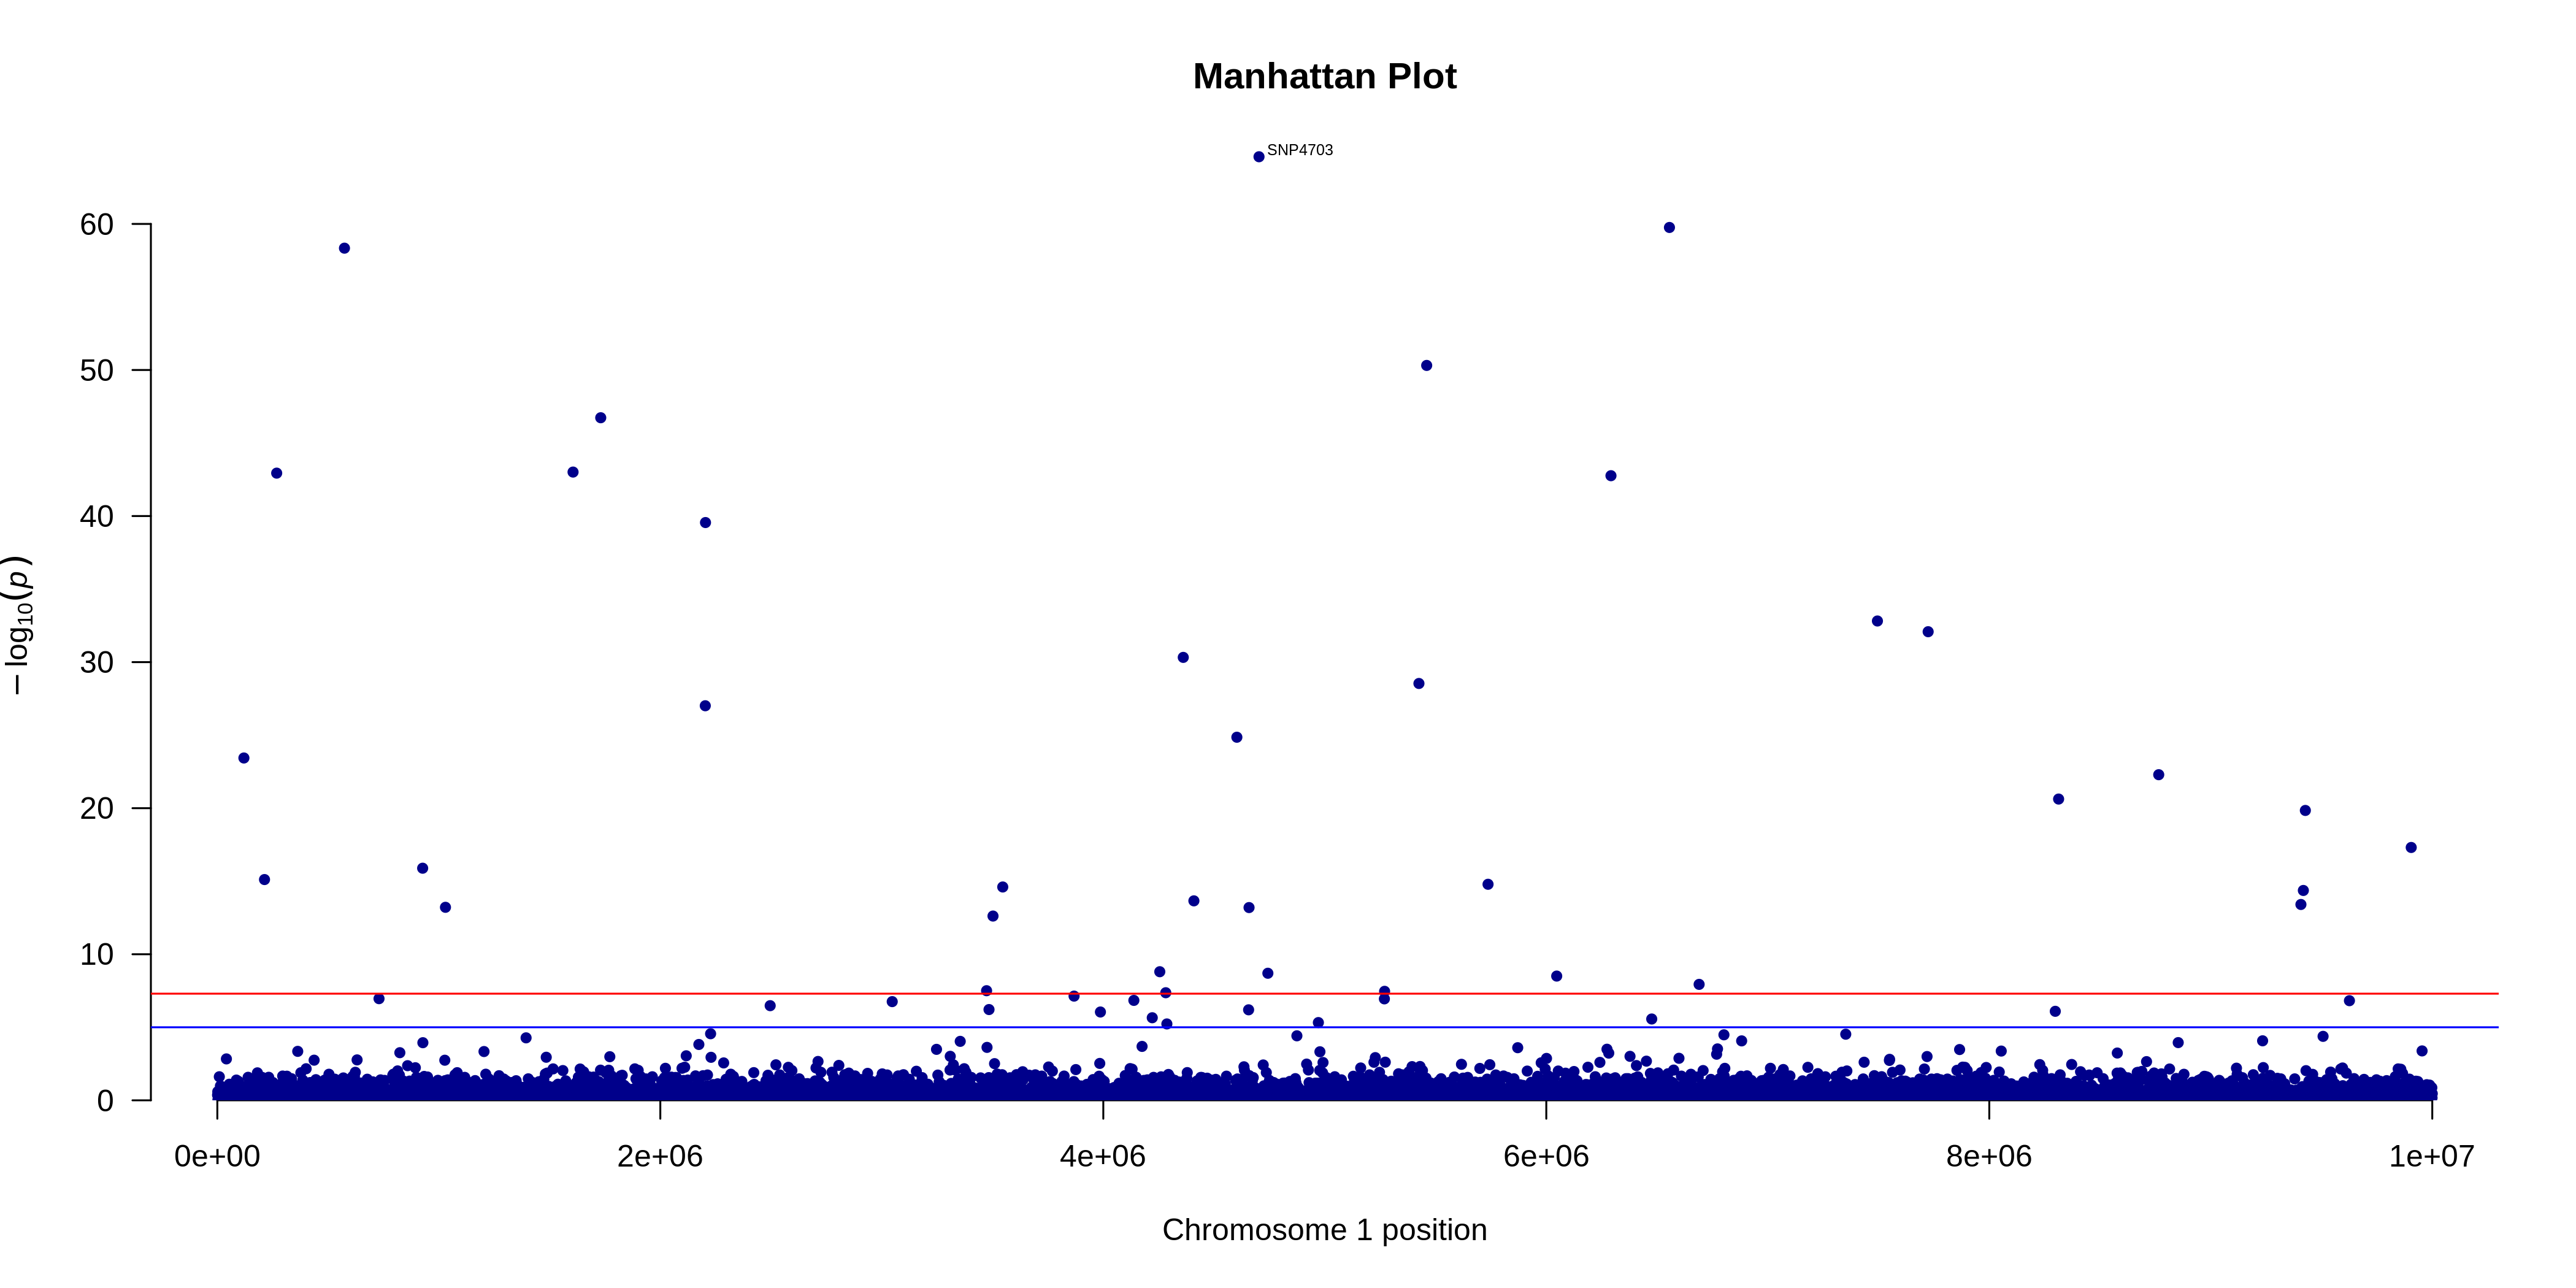 Manhattan Plot
SNP4703
60
50
40
30
20
10
0
− log10(p)
0e+00 2e+06 4e+06 6e+06 8e+06 1e+07
Chromosome 1 position